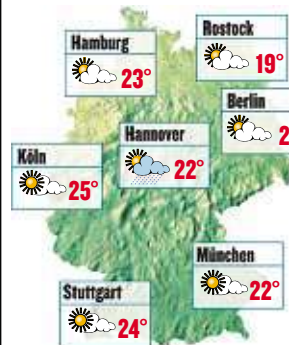 Hamburg
23°
Rostock
19°
Berlin
Hannover
22°
Köln
25°
München
22°
Stuttgart
24°